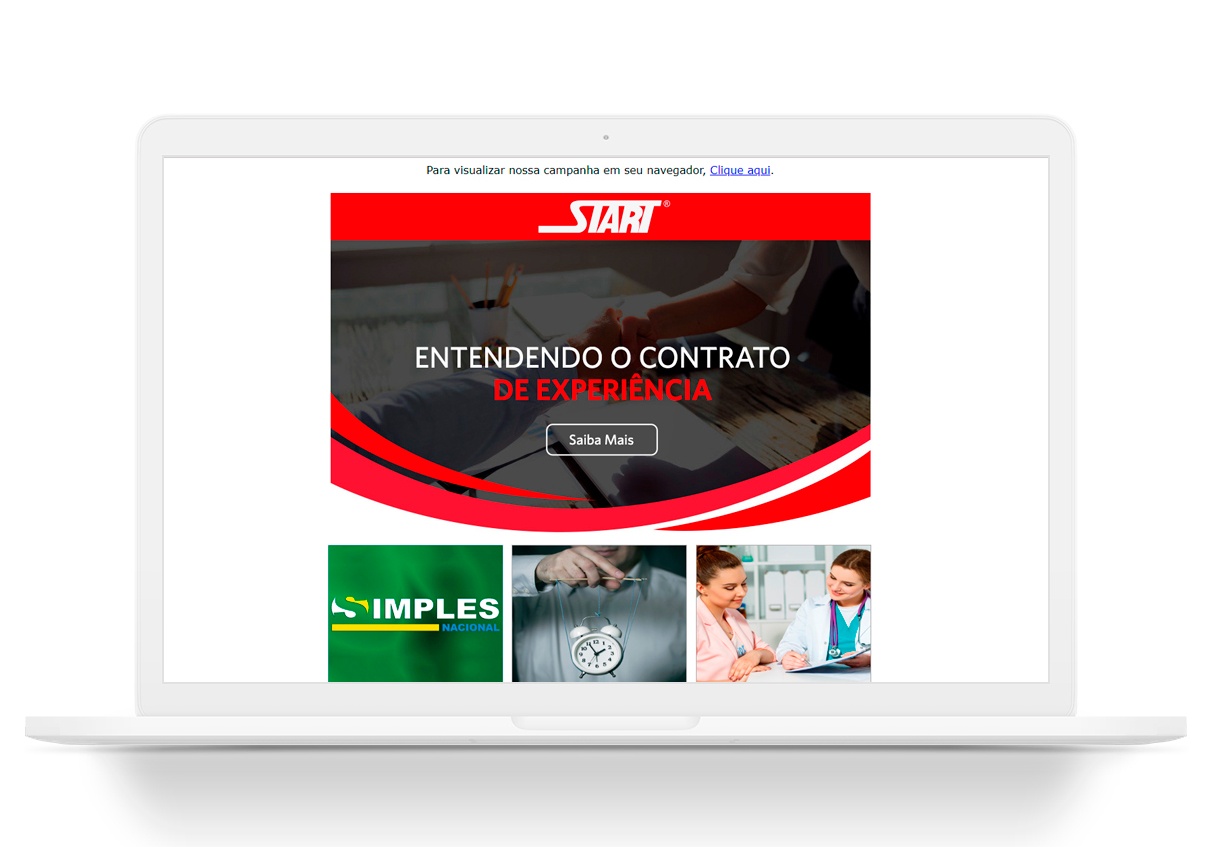 Para visualizar nossa campanha em seu navegador, Clique aqui.
START®
ENTENDENDO O CONTRATO
DE EXPERIÊNCIA
Saiba Mais
SIMPLES
NACIONAL